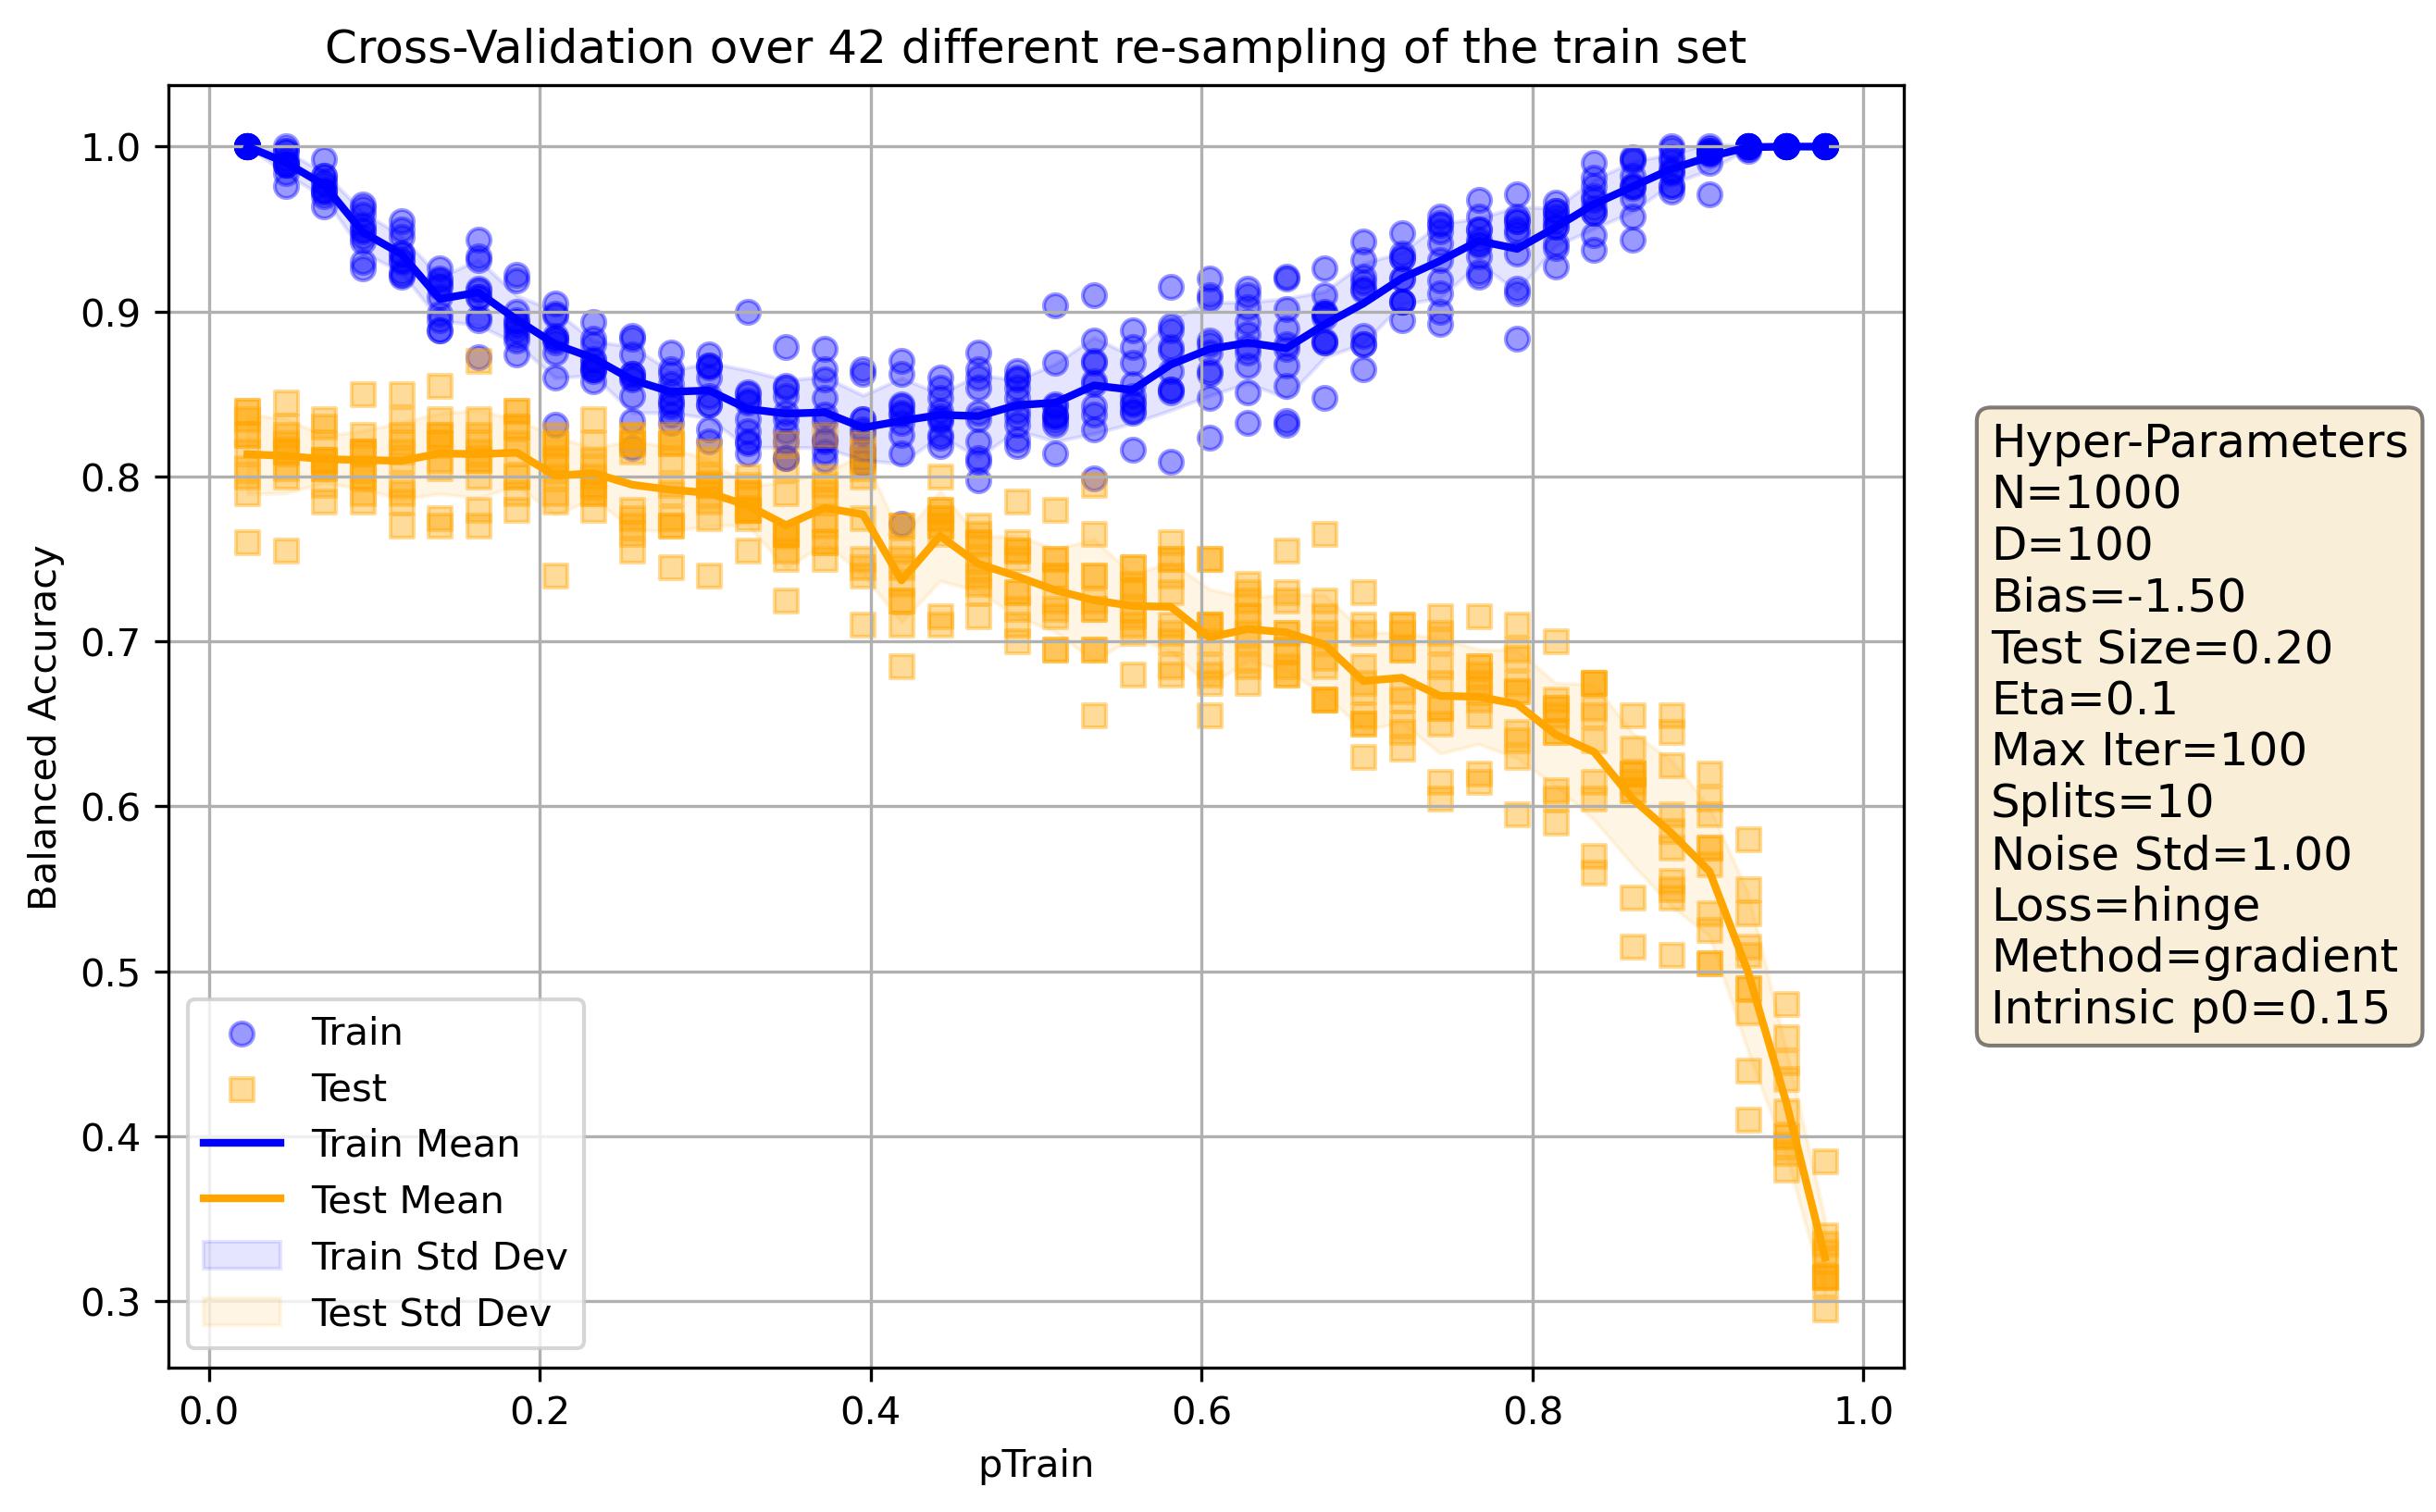 Cross-Validation over 42 different re-sampling of the train set
Balanced Accuracy
1.0
0.9
0.8
0.7
0.6
0.5
0.4
0.3
Train
Test
Train Mean
Test Mean
Train Std Dev
Test Std Dev
0.0 0.2 0.4 0.6 0.8 1.0
pTrain
Hyper-Parameters
N=1000
D=100
Bias=-1.50
Test Size=0.20
Eta=0.1
Max Iter=100
Splits=10
Noise Std=1.00
Loss=hinge
Method=gradient
Intrinsic p0=0.15